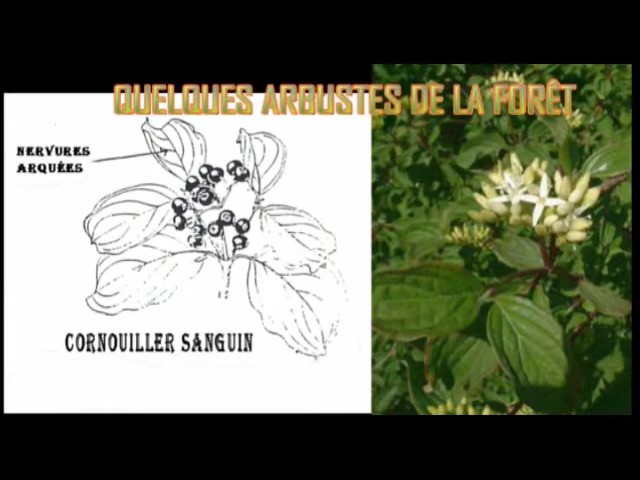 QUELQUES ARBUSTES DE LA FORÊT
NERVURES
ARQUÉES
CORNOUILLER SANGUIN